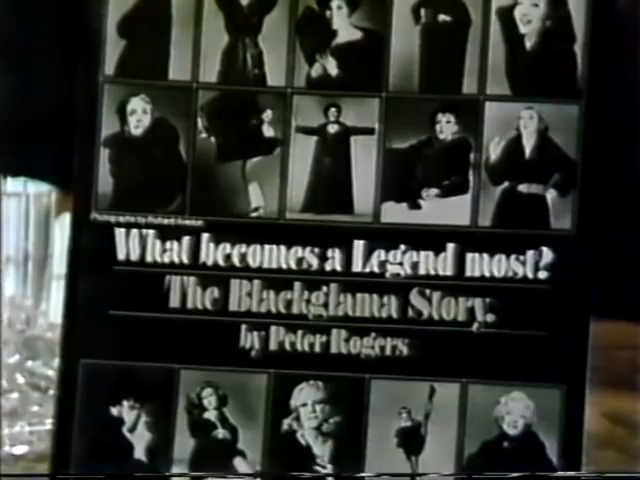 Photographs by Richard Avedon
What becomes a Legend most?
The Blackglama Story.
by Peter Rogers